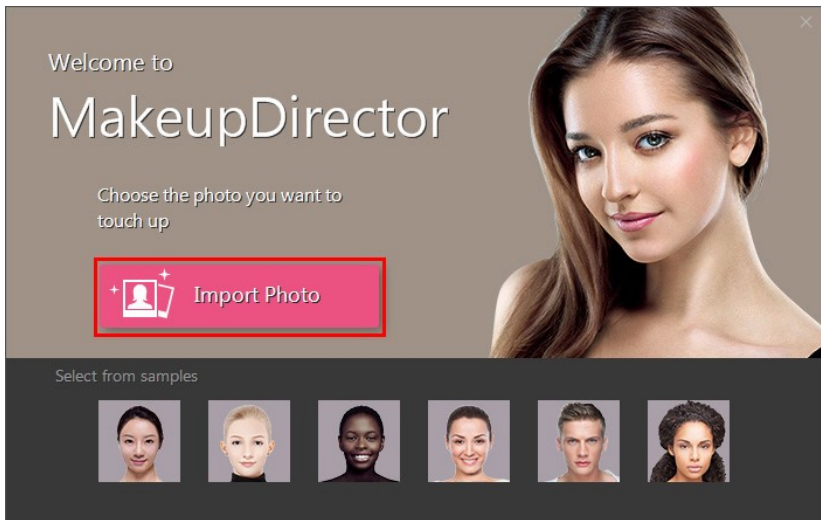 Welcome to
MakeupDirector
Choose the photo you want to
touch up
Import Photo
Select from samples